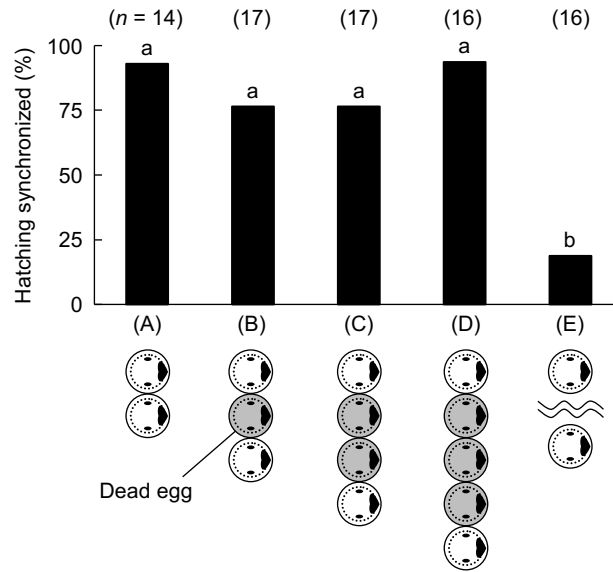 (n = 14) (17) (17) (16) (16)
Hatching synchronized (%)
100
75
50
25
0
a a a a b
(A) (B) (C) (D) (E)
Dead egg